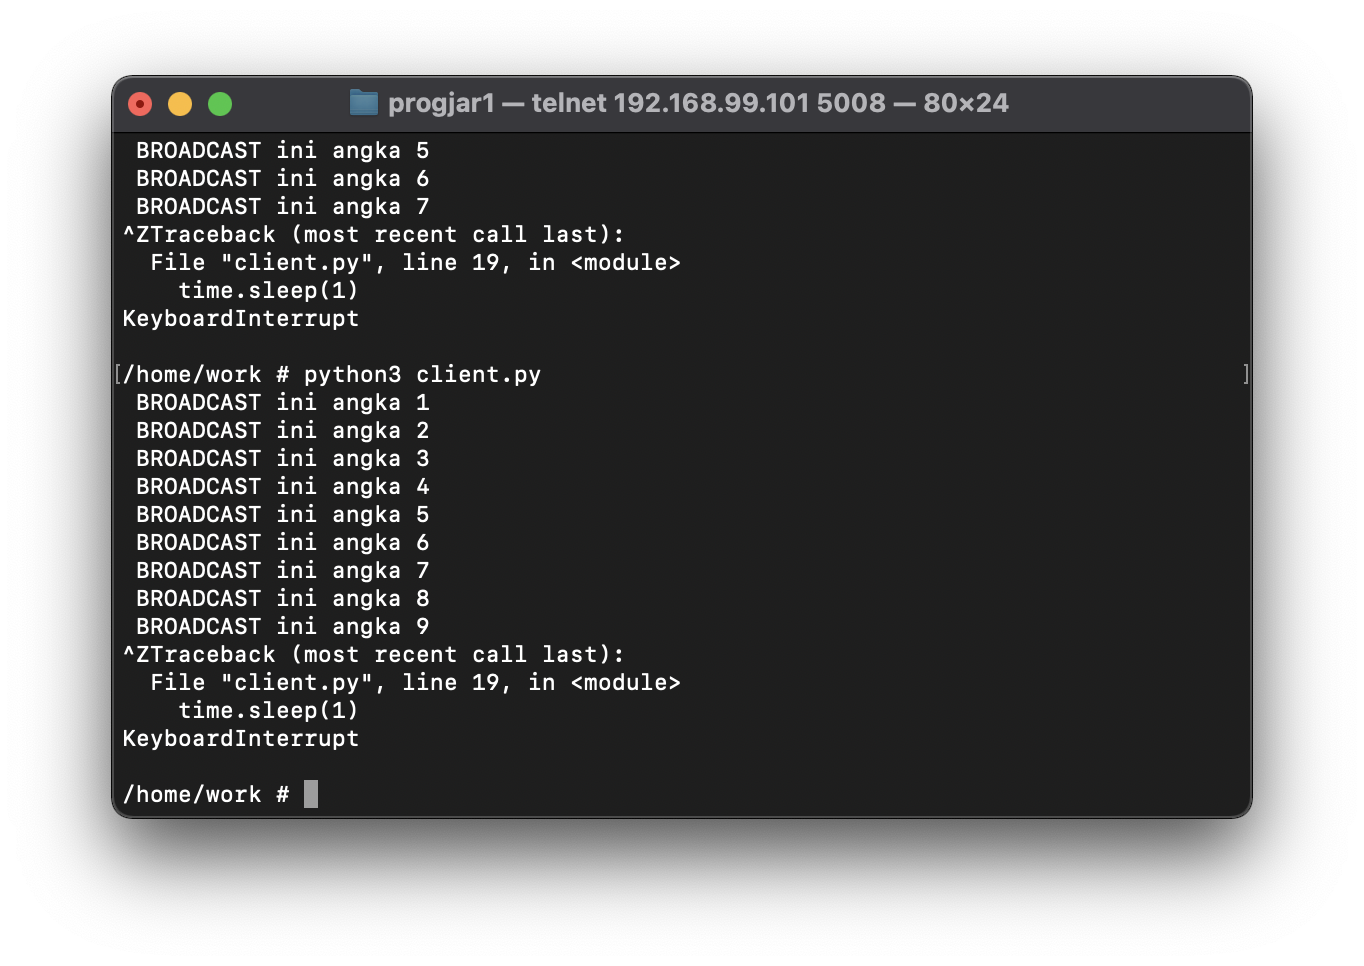 progjar1 — telnet 192.168.99.101 5008 — 80×24
BROADCAST ini angka 5
BROADCAST ini angka 6
BROADCAST ini angka 7
^ZTraceback (most recent call last):
  File "client.py", line 19, in <module>
    time.sleep(1)
KeyboardInterrupt
[/home/work # python3 client.py ]
BROADCAST ini angka 1
BROADCAST ini angka 2
BROADCAST ini angka 3
BROADCAST ini angka 4
BROADCAST ini angka 5
BROADCAST ini angka 6
BROADCAST ini angka 7
BROADCAST ini angka 8
BROADCAST ini angka 9
^ZTraceback (most recent call last):
  File "client.py", line 19, in <module>
    time.sleep(1)
KeyboardInterrupt
/home/work #